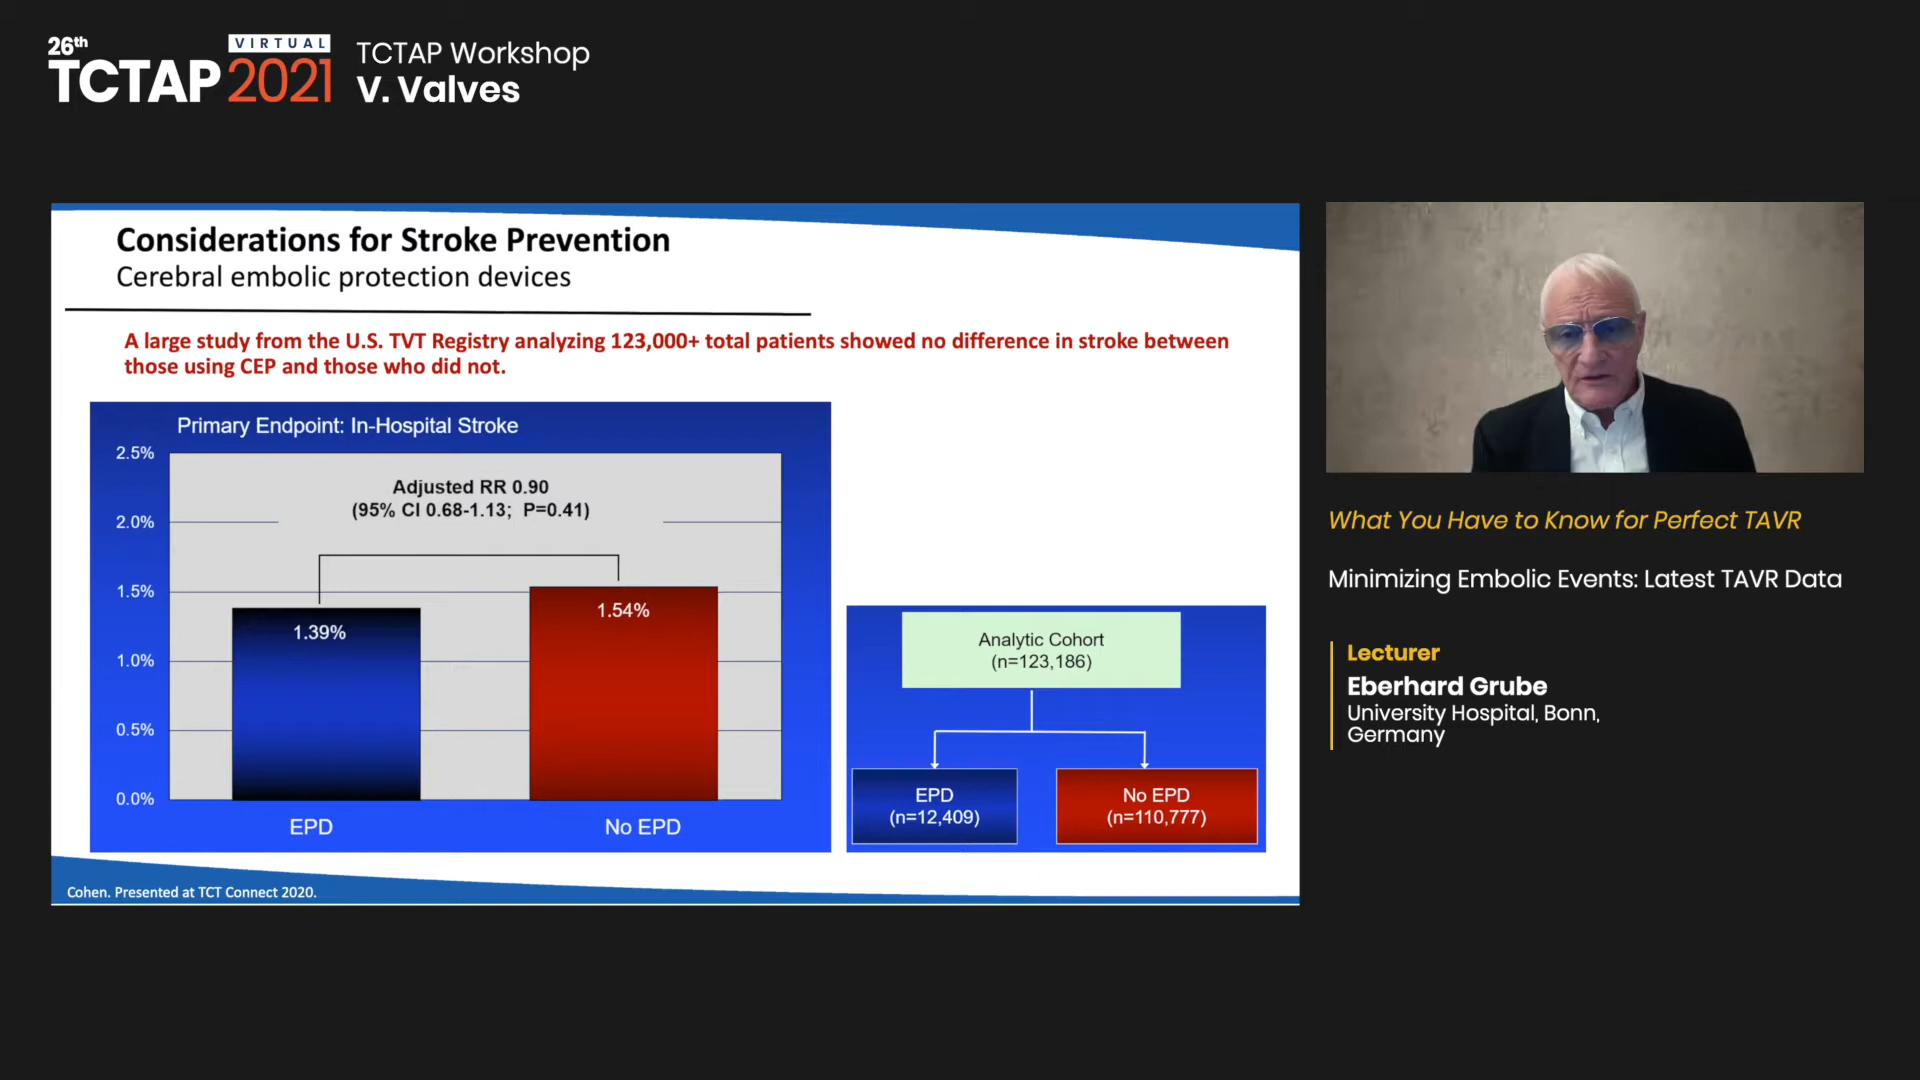 26th
VIRTUAL
TCTAP 2021
TCTAP Workshop
V. Valves
Considerations for Stroke Prevention
Cerebral embolic protection devices
A large study from the U.S. TVT Registry analyzing 123,000+ total patients showed no difference in stroke between
those using CEP and those who did not.
Primary Endpoint: In-Hospital Stroke
2.5%
2.0%
1.5%
1.0%
0.5%
0.0%
Adjusted RR 0.90
(95% CI 0.68-1.13; P=0.41)
1.39%
1.54%
EPD
No EPD
Analytic Cohort
(n=123,186)
EPD
(n=12,409)
No EPD
(n=110,777)
Cohen. Presented at TCT Connect 2020.
What You Have to Know for Perfect TAVR
Minimizing Embolic Events: Latest TAVR Data
Lecturer
Eberhard Grube
University Hospital, Bonn,
Germany